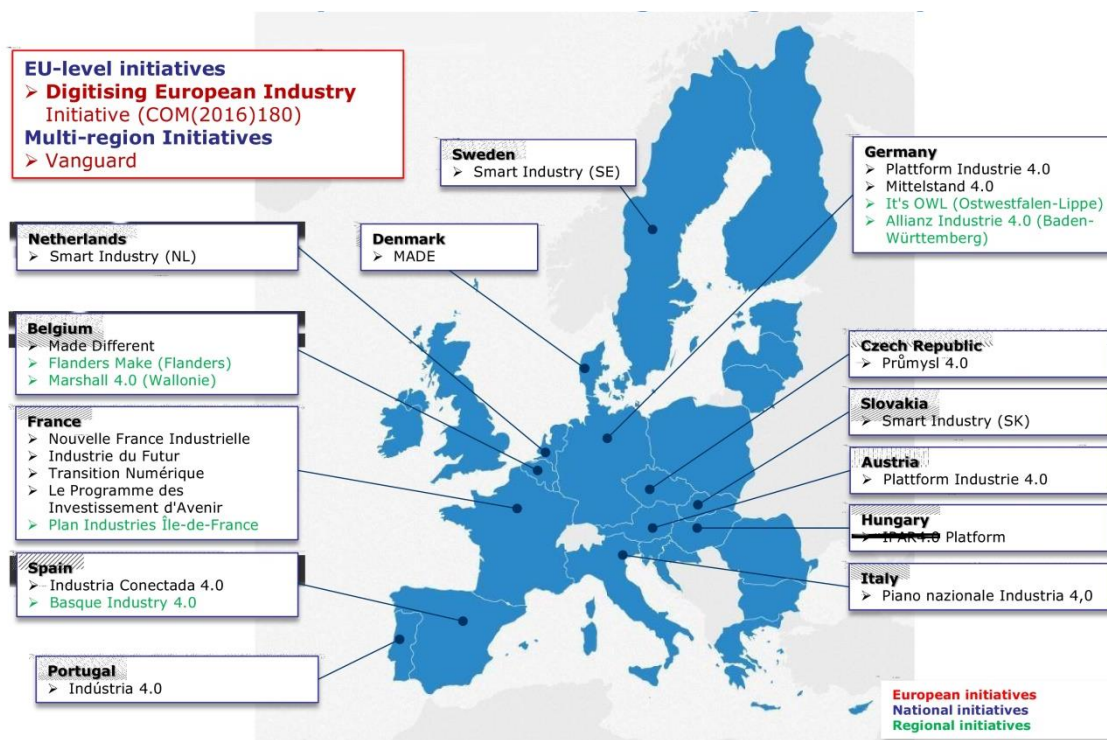 EU-level initiatives
➢ Digitising European Industry
Initiative (COM(2016)180)
Multi-region Initiatives
➢ Vanguard
Sweden
➢ Smart Industry (SE)
Germany
➢ Plattform Industrie 4.0
➢ Mittelstand 4.0
➢ It's OWL (Ostwestfalen-Lippe)
➢ Allianz Industrie 4.0 (Baden-
Württemberg)
Netherlands
➢ Smart Industry (NL)
Denmark
➢ MADE
Belgium
➢ Made Different
➢ Flanders Make (Flanders)
➢ Marshall 4.0 (Wallonie)
Czech Republic
➢ Průmysl 4.0
Slovakia
➢ Smart Industry (SK)
France
➢ Nouvelle France Industrielle
➢ Industrie du Futur
➢ Transition Numérique
➢ Le Programme des
Investissement d'Avenir
➢ Plan Industries Île-de-France
Austria
➢ Plattform Industrie 4.0
Hungary
➢ IPAR4.0 Platform
Spain
➢ Industria Conectada 4.0
➢ Basque Industry 4.0
Italy
➢ Piano nazionale Industria 4,0
Portugal
➢ Indústria 4.0
European initiatives
National initiatives
Regional initiatives